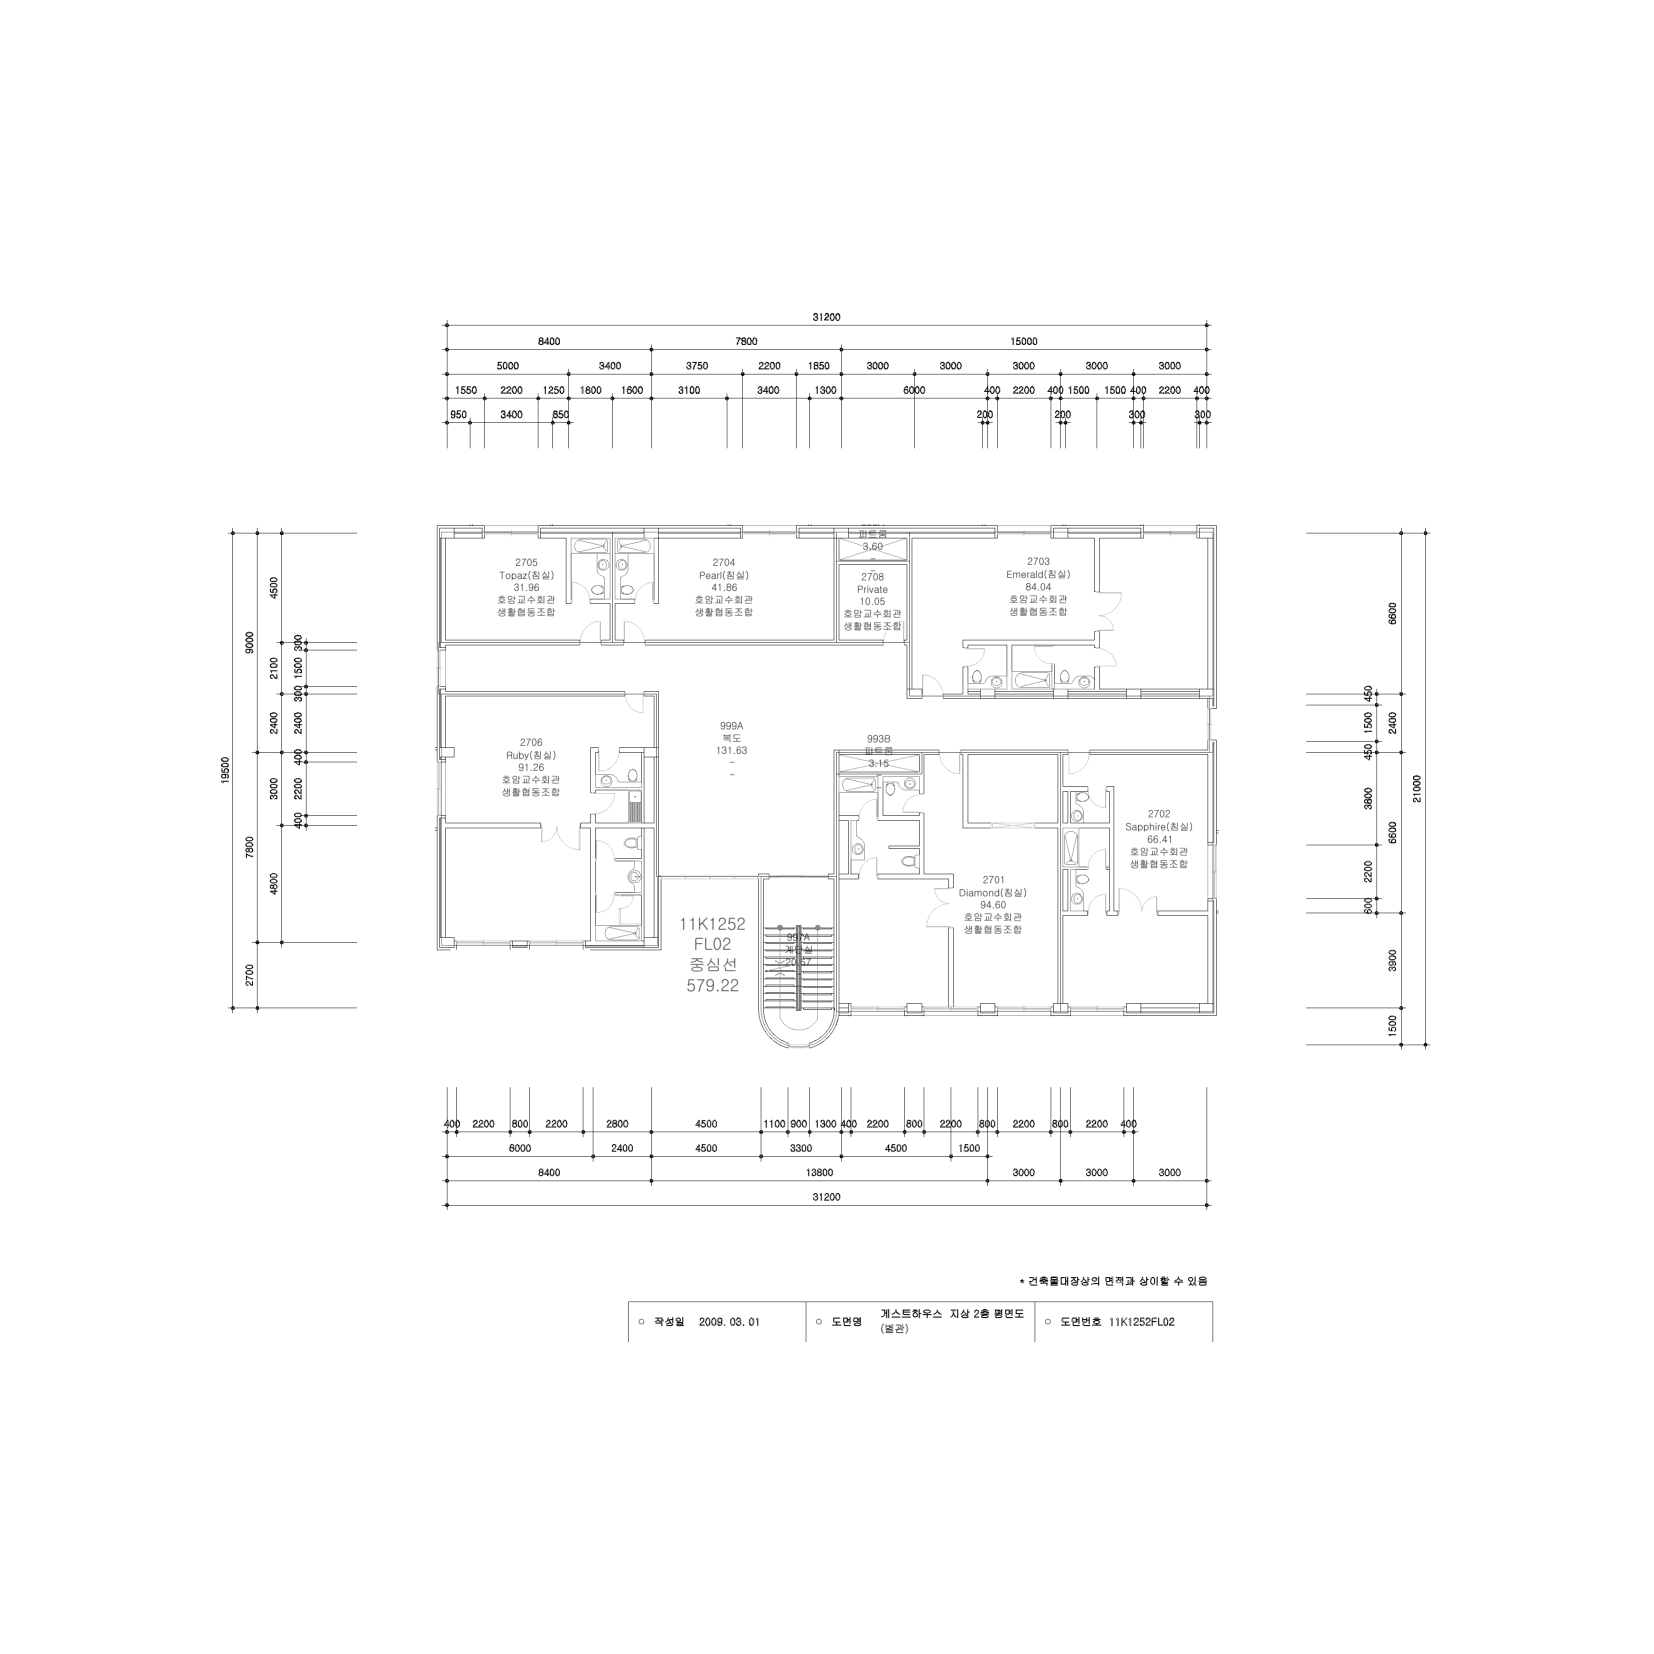 31200
8400 7800 15000
5000 3400 3750 2200 1850 3000 3000 3000 3000 3000
1550 2200 1250 1800 1600 3100 3400 1300 6000 400 2200 400 1500 1500 400 2200 400
950 3400 650 200 200 300 300
19500
9000 7800 2700
4500 2100 2400 3000 4800
300 1500 300 2400 400 2200 400
2705
Topaz(침실)
31.96
호암교수회관
생활협동조합
2704
Pearl(침실)
41.86
호암교수회관
생활협동조합
피트룸
3.60
2708
Private
10.05
호암교수회관
생활협동조합
2703
Emerald(침실)
84.04
호암교수회관
생활협동조합
2706
Ruby(침실)
91.26
호암교수회관
생활협동조합
999A
복도
131.63
993B
피트룸
3.15
2702
Sapphire(침실)
66.41
호암교수회관
생활협동조합
2701
Diamond(침실)
94.60
호암교수회관
생활협동조합
997A
계단실
20.67
11K1252
FL02
중심선
579.22
450 1500 450 3800 2200 600
6600 2400 6600 3900 1500
21000
400 2200 800 2200 2800 4500 1100 900 1300 400 2200 800 2200 800 2200 800 2200 400
6000 2400 4500 3300 4500 1500
8400 13800 3000 3000 3000
31200
* 건축물대장상의 면적과 상이할 수 있음
○ 작성일 2009. 03. 01 ○ 도면명 게스트하우스 지상 2층 평면도 ○ 도면번호 11K1252FL02
(별관)